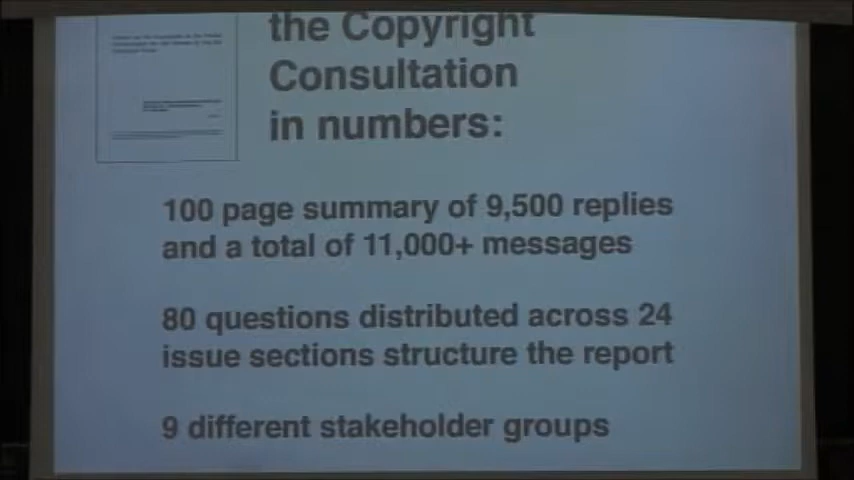 the Copyright
Consultation
in numbers:
100 page summary of 9,500 replies
and a total of 11,000+ messages
80 questions distributed across 24
issue sections structure the report
9 different stakeholder groups